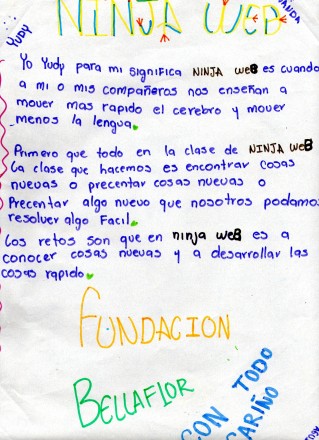 NINJA WEB
YUDY
Yo Yudy para mi significa NINJA weB es cuando
a mi o mis compañeros nos enseñan a
mover mas rapido el cerebro y mover
menos la lengua.
Primero que todo en la clase de NINJA weB
La clase que hacemos es encontrar cosas
nuevas o precentar cosas nuevas o
Precentar algo nuevo que nosotros podamos
resolver algo Facil.
Los retos son que en ninja weB es a
conocer cosas nuevas y a desarrollar las
cosas rapido
FUNDACION
BELLAFLOR
CON TODO
CARIÑO